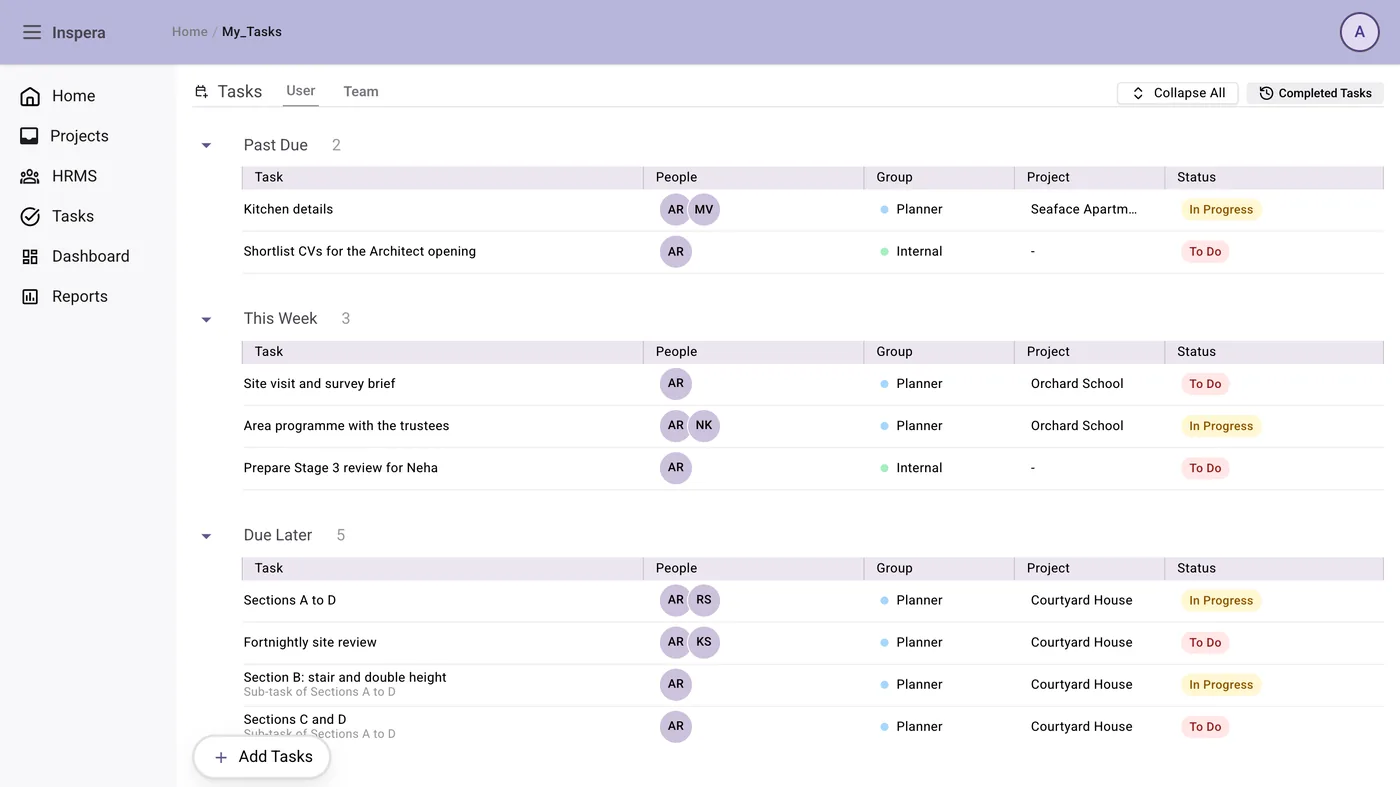 Inspera
Home / My_Tasks
A
Home
Projects
HRMS
Tasks
Dashboard
Reports
Tasks User Team
Collapse All
Completed Tasks
Past Due 2
Task People Group Project Status
Kitchen details AR MV Planner Seaface Apartm... In Progress
Shortlist CVs for the Architect opening AR Internal - To Do
This Week 3
Task People Group Project Status
Site visit and survey brief AR Planner Orchard School To Do
Area programme with the trustees AR NK Planner Orchard School In Progress
Prepare Stage 3 review for Neha AR Internal - To Do
Due Later 5
Task People Group Project Status
Sections A to D AR RS Planner Courtyard House In Progress
Fortnightly site review AR KS Planner Courtyard House To Do
Section B: stair and double height AR Planner Courtyard House In Progress
Sub-task of Sections A to D
Sections C and D AR Planner Courtyard House To Do
Sub-task of Sections A to D
+ Add Tasks